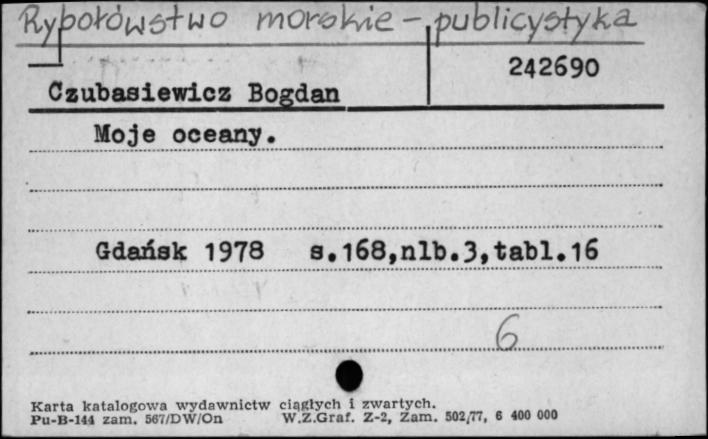 Rybołówstwo morskie - publicystyka
242690
Czubasiewicz Bogdan
Moje oceany.
Gdańsk 1978 s.168,nlb.3,tabl.16
6
Karta katalogowa wydawnictw ciągłych i zwartych.
Pu-B-144 zam. 567/DW/On W.Z.Graf. Z-2, Zam. 502/77, 6 400 000